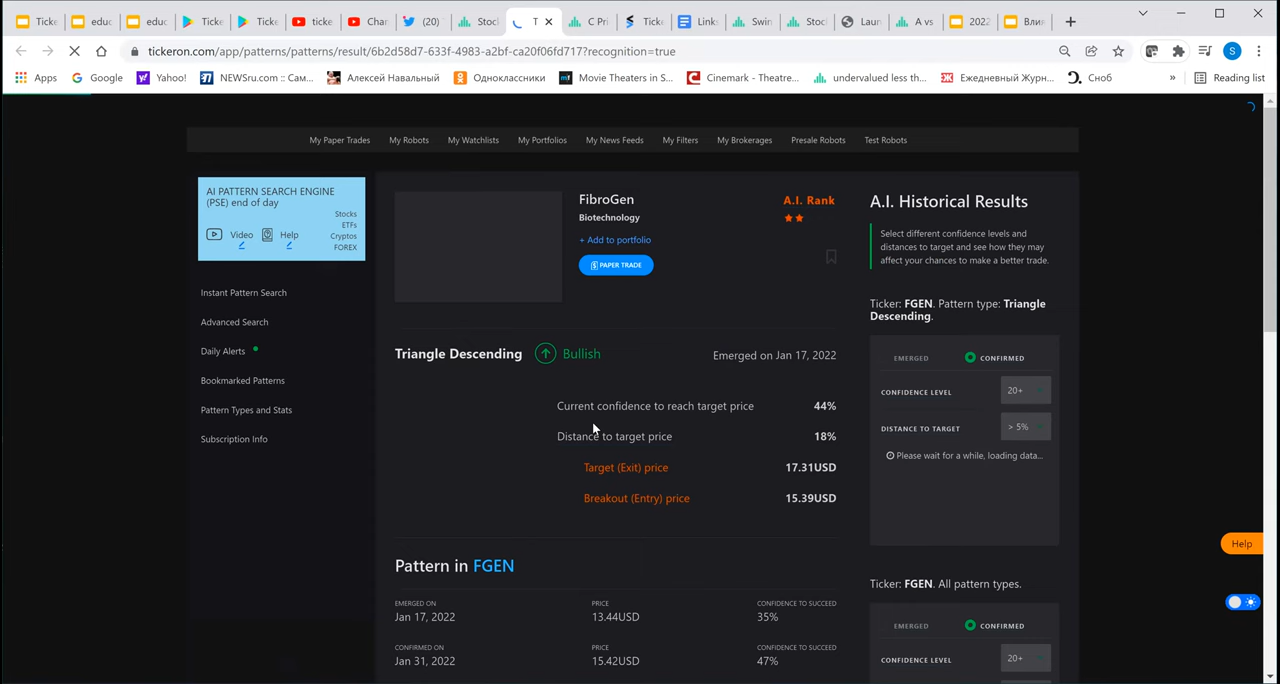 Ticke
educ
educ
Ticke
Ticke
ticke
Chan
(20)
Stock
T
C Pri
Ticke
Links
Swin
Stoc
Laun
A vs
2022
Влия
tickeron.com/app/patterns/patterns/result/6b2d58d7-633f-4983-a2bf-ca20f06fd717?recognition=true
S
Apps
Google
Yahoo!
NEWSru.com :: Сам...
Алексей Навальный
Одноклассники
Movie Theaters in S...
Cinemark - Theatre...
undervalued less th...
Ежедневный Журн...
Сноб
»
Reading list
My Paper Trades
My Robots
My Watchlists
My Portfolios
My News Feeds
My Filters
My Brokerages
Presale Robots
Test Robots
AI PATTERN SEARCH ENGINE
(PSE) end of day
Stocks
ETFs
Cryptos
FOREX
Video
Help
Instant Pattern Search
Advanced Search
Daily Alerts
Bookmarked Patterns
Pattern Types and Stats
Subscription Info
FibroGen
Biotechnology
+ Add to portfolio
PAPER TRADE
A.I. Rank
Triangle Descending
Bullish
Emerged on Jan 17, 2022
Current confidence to reach target price 44%
Distance to target price 18%
Target (Exit) price 17.31USD
Breakout (Entry) price 15.39USD
Pattern in FGEN
EMERGED ON PRICE CONFIDENCE TO SUCCEED
Jan 17, 2022 13.44USD 35%
CONFIRMED ON PRICE CONFIDENCE TO SUCCEED
Jan 31, 2022 15.42USD 47%
A.I. Historical Results
Select different confidence levels and
distances to target and see how they may
affect your chances to make a better trade.
Ticker: FGEN. Pattern type: Triangle
Descending.
EMERGED CONFIRMED
CONFIDENCE LEVEL 20+
DISTANCE TO TARGET > 5%
Please wait for a while, loading data...
Ticker: FGEN. All pattern types.
EMERGED CONFIRMED
CONFIDENCE LEVEL 20+
Help